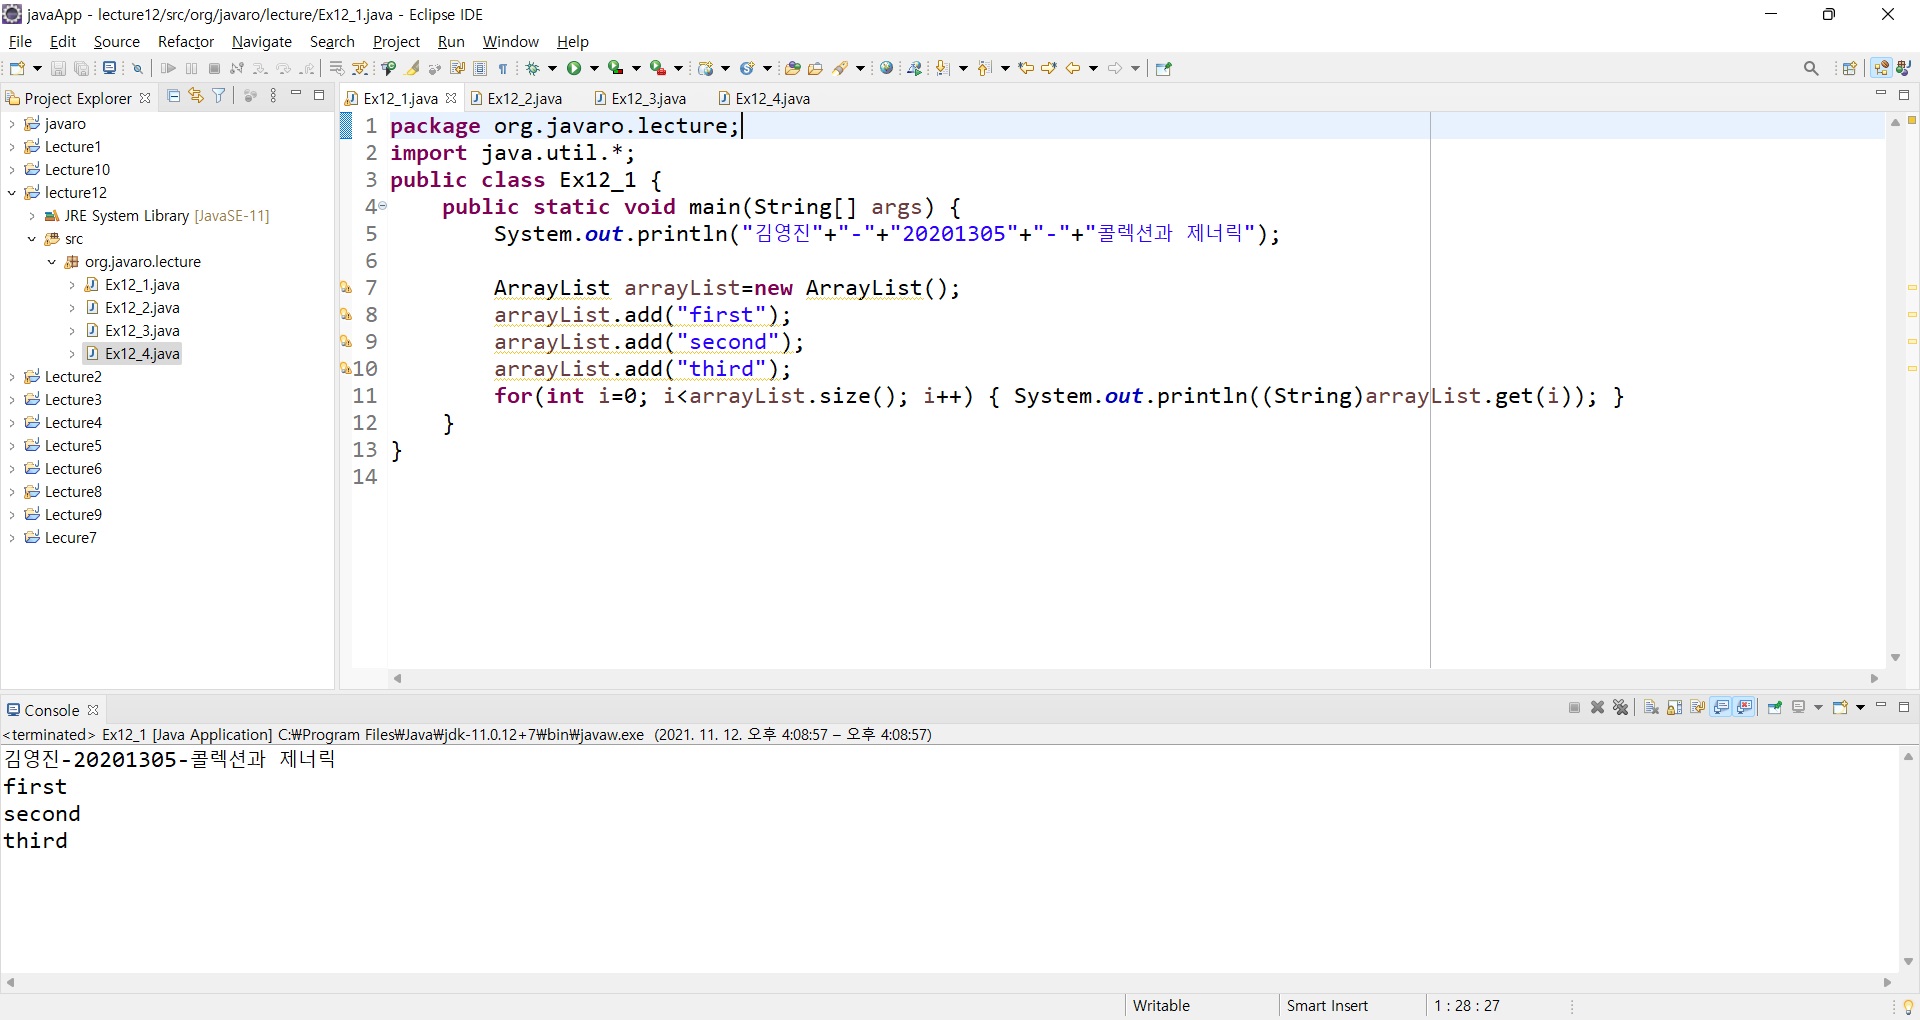 javaApp - lecture12/src/org/javaro/lecture/Ex12_1.java - Eclipse IDE
File Edit Source Refactor Navigate Search Project Run Window Help
Project Explorer
javaro
Lecture1
Lecture10
lecture12
JRE System Library [JavaSE-11]
src
org.javaro.lecture
Ex12_1.java
Ex12_2.java
Ex12_3.java
Ex12_4.java
Lecture2
Lecture3
Lecture4
Lecture5
Lecture6
Lecture8
Lecture9
Lecure7
Ex12_1.java Ex12_2.java Ex12_3.java Ex12_4.java
1 package org.javaro.lecture;
2 import java.util.*;
3 public class Ex12_1 {
4 public static void main(String[] args) {
5 System.out.println("김영진"+"-"+"20201305"+"-"+"콜렉션과 제너릭");
6
7 ArrayList arrayList=new ArrayList();
8 arrayList.add("first");
9 arrayList.add("second");
10 arrayList.add("third");
11 for(int i=0; i<arrayList.size(); i++) { System.out.println((String)arrayList.get(i)); }
12 }
13 }
14
Console
<terminated> Ex12_1 [Java Application] C:₩Program Files₩Java₩jdk-11.0.12+7₩bin₩javaw.exe (2021. 11. 12. 오후 4:08:57 – 오후 4:08:57)
김영진-20201305-콜렉션과 제너릭
first
second
third
Writable Smart Insert 1 : 28 : 27